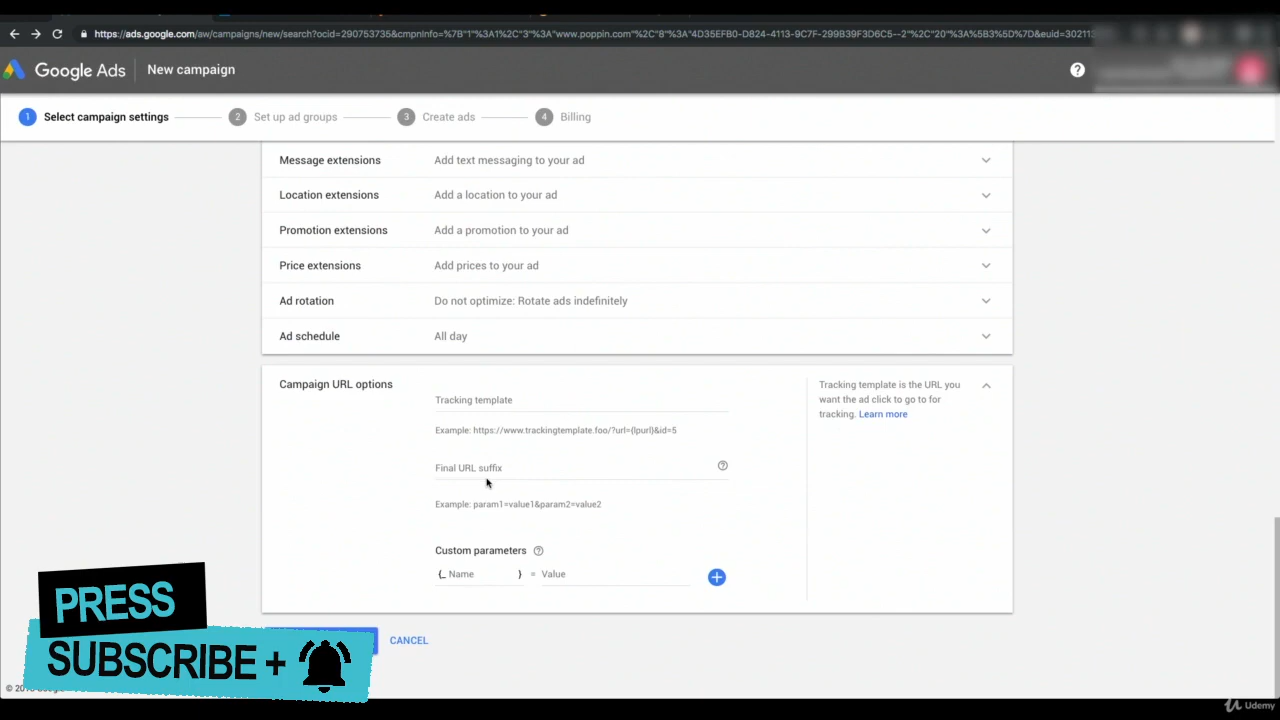 https://ads.google.com/aw/campaigns/new/search?ocid=290753735&cmpnInfo=%7B"1"%3A1%2C"3"%3A"www.poppin.com"%2C"8"%3A"4D35EFB0-D824-4113-9C7F-299B39F3D6C5--2"%2C"20"%3A%5B3%5D%7D&euid=302113
Google Ads New campaign ?
1 Select campaign settings 2 Set up ad groups 3 Create ads 4 Billing
Message extensions Add text messaging to your ad
Location extensions Add a location to your ad
Promotion extensions Add a promotion to your ad
Price extensions Add prices to your ad
Ad rotation Do not optimize: Rotate ads indefinitely
Ad schedule All day
Campaign URL options
Tracking template
Example: https://www.trackingtemplate.foo/?url={lpurl}&id=5
Final URL suffix ?
Example: param1=value1&param2=value2
Custom parameters ?
{_ Name } = Value +
Tracking template is the URL you
want the ad click to go to for
tracking. Learn more
CANCEL
PRESS
SUBSCRIBE +
Udemy